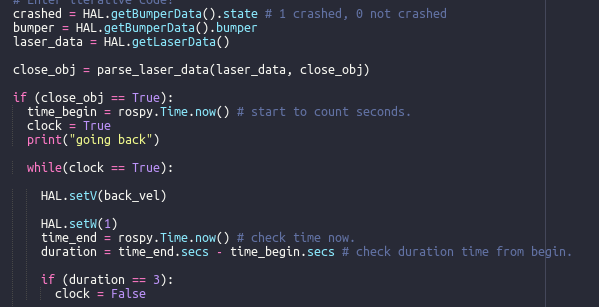 # Enter iterative code!
crashed = HAL.getBumperData().state # 1 crashed, 0 not crashed
bumper = HAL.getBumperData().bumper
laser_data = HAL.getLaserData()
close_obj = parse_laser_data(laser_data, close_obj)
if (close_obj == True):
time_begin = rospy.Time.now() # start to count seconds.
clock = True
print("going back")
while(clock == True):
HAL.setV(back_vel)
HAL.setW(1)
time_end = rospy.Time.now() # check time now.
duration = time_end.secs - time_begin.secs # check duration time from begin.
if (duration == 3):
clock = False